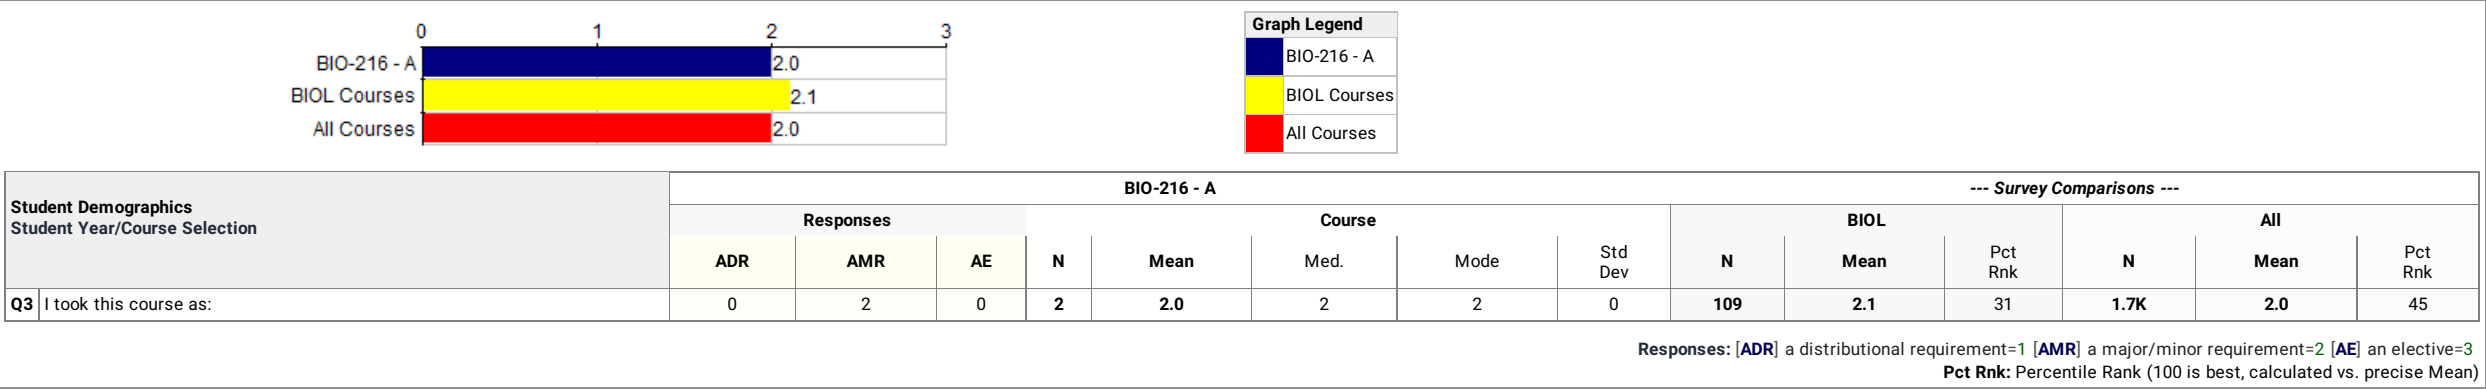 0 1 2 3
BIO-216 - A 2.0
BIOL Courses 2.1
All Courses 2.0
Graph Legend
BIO-216 - A
BIOL Courses
All Courses
Student Demographics
Student Year/Course Selection
BIO-216 - A --- Survey Comparisons ---
Responses Course BIOL All
ADR AMR AE N Mean Med. Mode Std Dev N Mean Pct Rnk N Mean Pct Rnk
Q3 I took this course as: 0 2 0 2 2.0 2 2 0 109 2.1 31 1.7K 2.0 45
Responses: [ADR] a distributional requirement=1 [AMR] a major/minor requirement=2 [AE] an elective=3
Pct Rnk: Percentile Rank (100 is best, calculated vs. precise Mean)